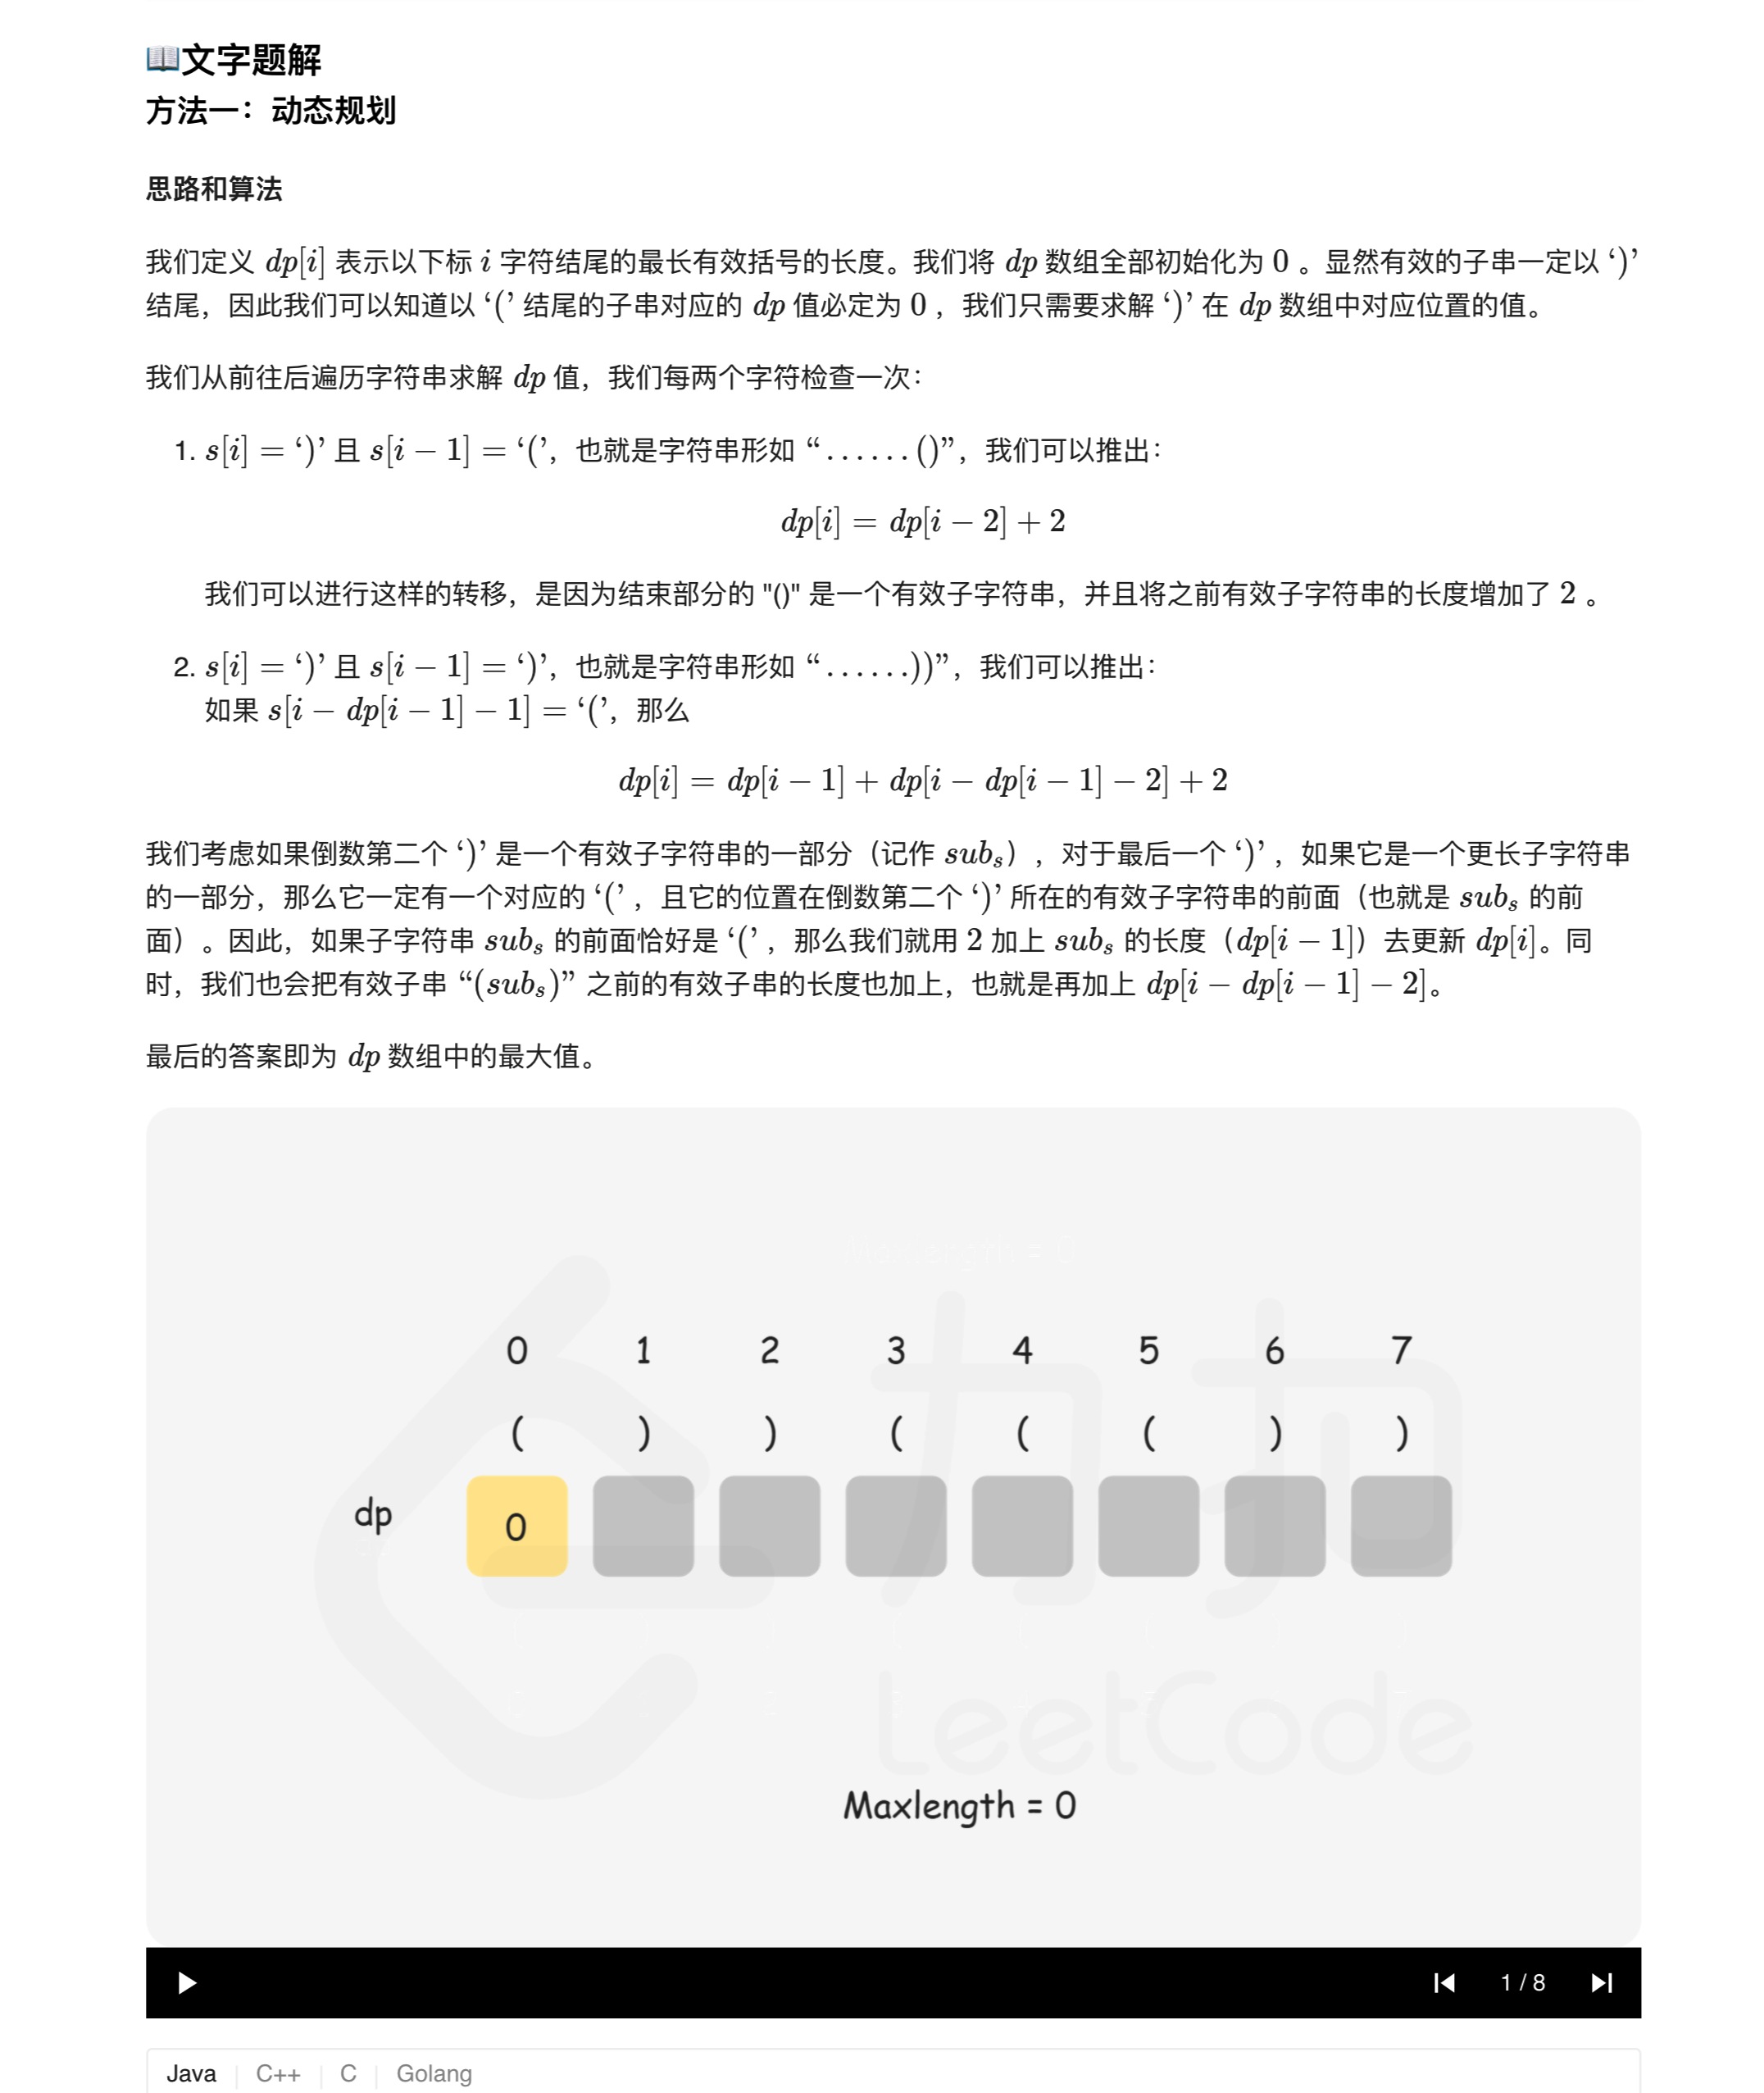 📖文字题解
方法一：动态规划
思路和算法
我们定义 dp[i] 表示以下标 i 字符结尾的最长有效括号的长度。我们将 dp 数组全部初始化为 0 。显然有效的子串一定以 ‘)’
结尾，因此我们可以知道以 ‘(’ 结尾的子串对应的 dp 值必定为 0 ，我们只需要求解 ‘)’ 在 dp 数组中对应位置的值。
我们从前往后遍历字符串求解 dp 值，我们每两个字符检查一次：
1. s[i] = ‘)’ 且 s[i − 1] = ‘(’，也就是字符串形如 “……()”，我们可以推出：
dp[i] = dp[i − 2] + 2
我们可以进行这样的转移，是因为结束部分的 "()" 是一个有效子字符串，并且将之前有效子字符串的长度增加了 2 。
2. s[i] = ‘)’ 且 s[i − 1] = ‘)’，也就是字符串形如 “……))”，我们可以推出：
如果 s[i − dp[i − 1] − 1] = ‘(’，那么
dp[i] = dp[i − 1] + dp[i − dp[i − 1] − 2] + 2
我们考虑如果倒数第二个 ‘)’ 是一个有效子字符串的一部分（记作 subₛ），对于最后一个 ‘)’ ，如果它是一个更长子字符串
的一部分，那么它一定有一个对应的 ‘(’ ，且它的位置在倒数第二个 ‘)’ 所在的有效子字符串的前面（也就是 subₛ 的前
面）。因此，如果子字符串 subₛ 的前面恰好是 ‘(’ ，那么我们就用 2 加上 subₛ 的长度（dp[i − 1]）去更新 dp[i]。同
时，我们也会把有效子串 “(subₛ)” 之前的有效子串的长度也加上，也就是再加上 dp[i − dp[i − 1] − 2]。
最后的答案即为 dp 数组中的最大值。
Maxlength = 0
0 1 2 3 4 5 6 7
( ) ) ( ( ( ) )
dp 0
力扣
LeetCode
Maxlength = 0
1 / 8
Java C++ C Golang